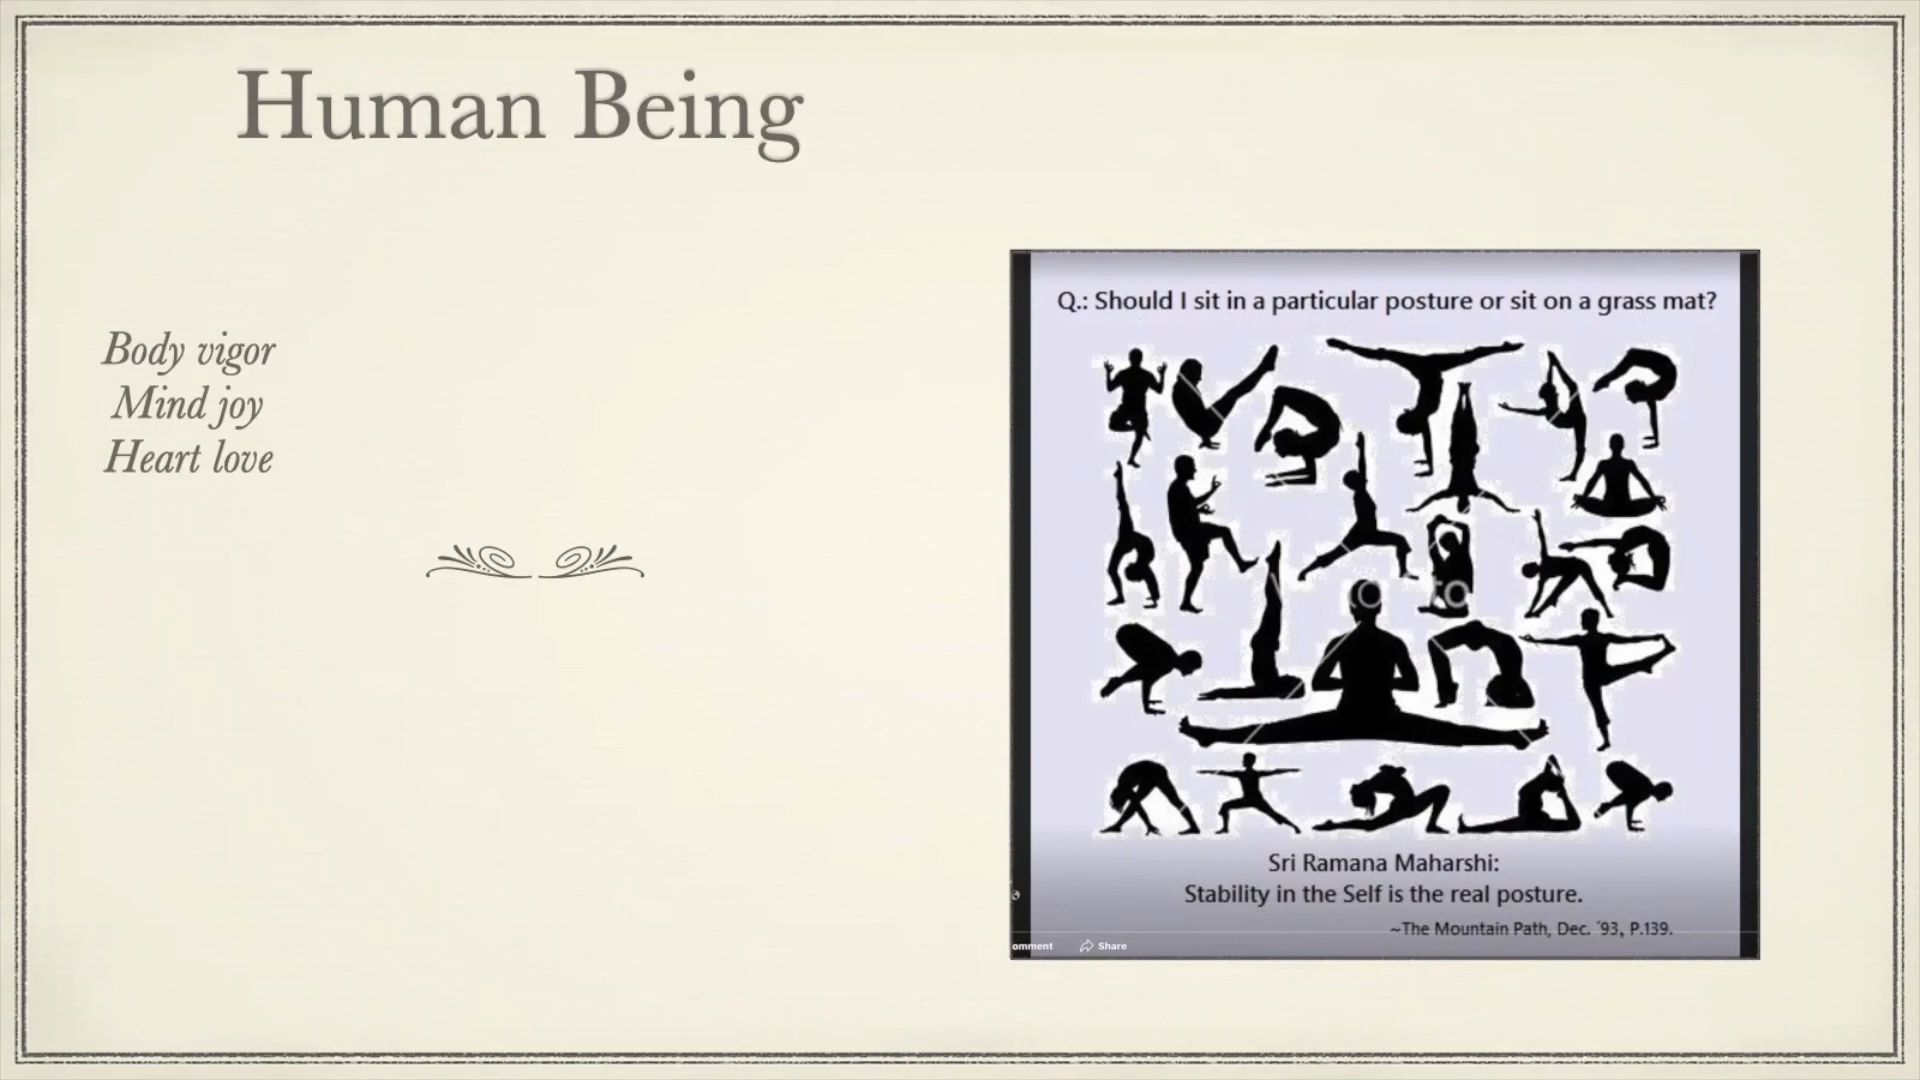 Human Being
Body vigor
Mind joy
Heart love
Q.: Should I sit in a particular posture or sit on a grass mat?
Sri Ramana Maharshi:
Stability in the Self is the real posture.
~The Mountain Path, Dec. ´93, P.139.
omment Share